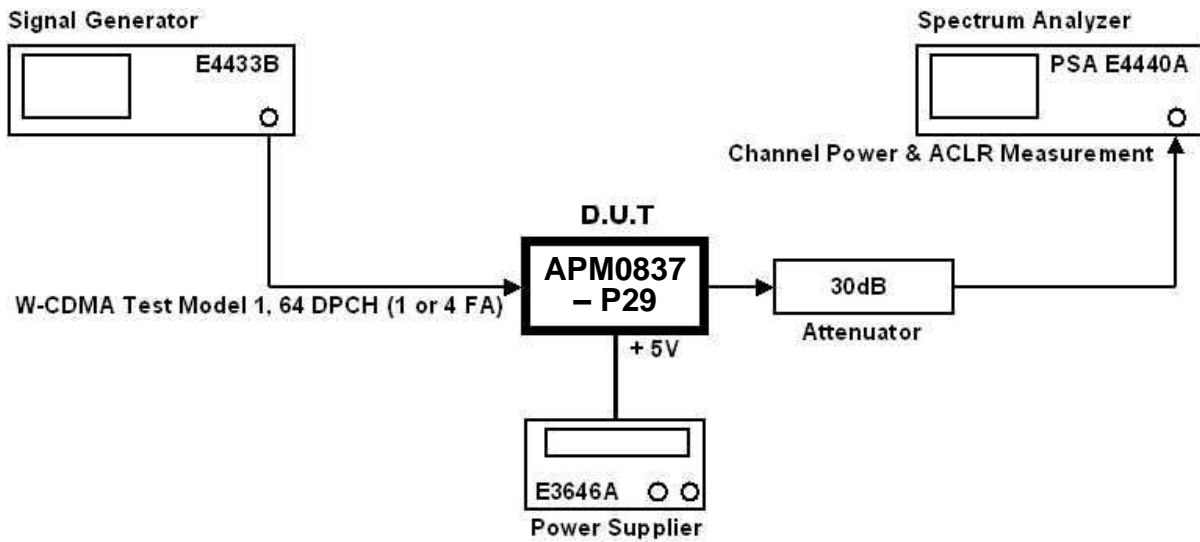 Signal Generator
E4433B
Spectrum Analyzer
PSA E4440A
Channel Power & ACLR Measurement
D.U.T
APM0837
– P29
W-CDMA Test Model 1, 64 DPCH (1 or 4 FA)
30dB
Attenuator
+ 5V
E3646A
Power Supplier